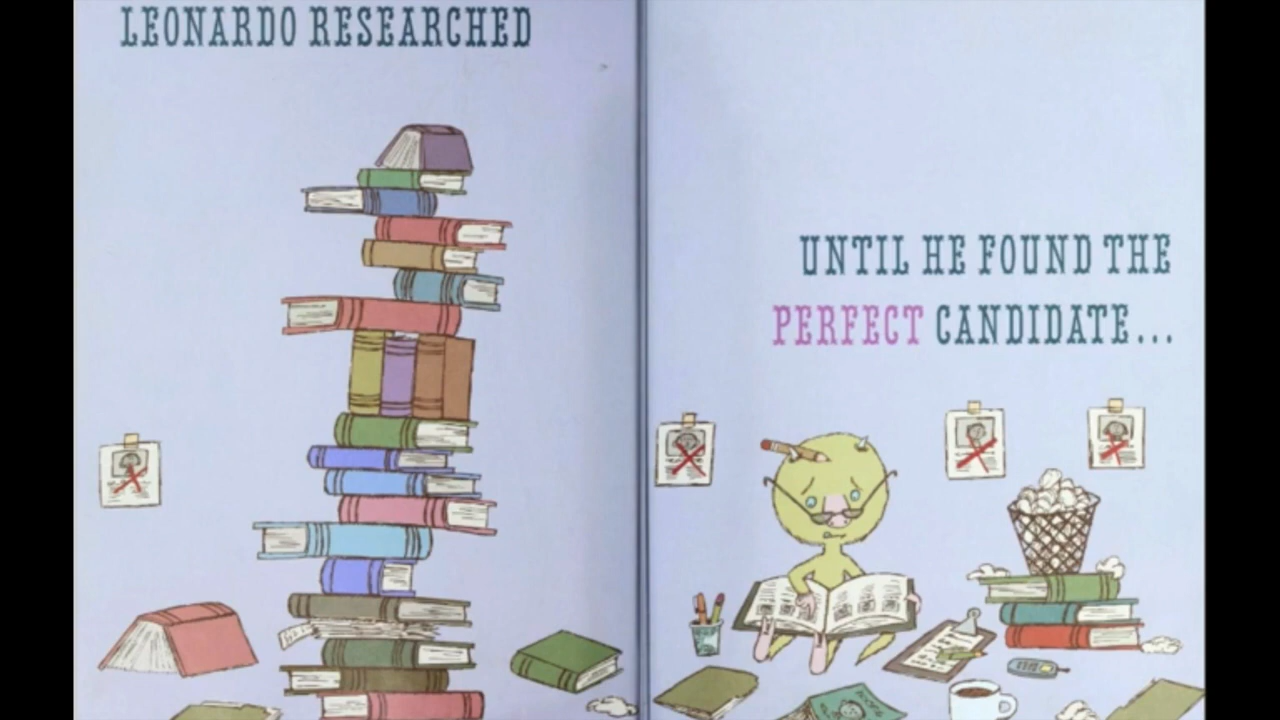 LEONARDO RESEARCHED
UNTIL HE FOUND THE
PERFECT CANDIDATE...